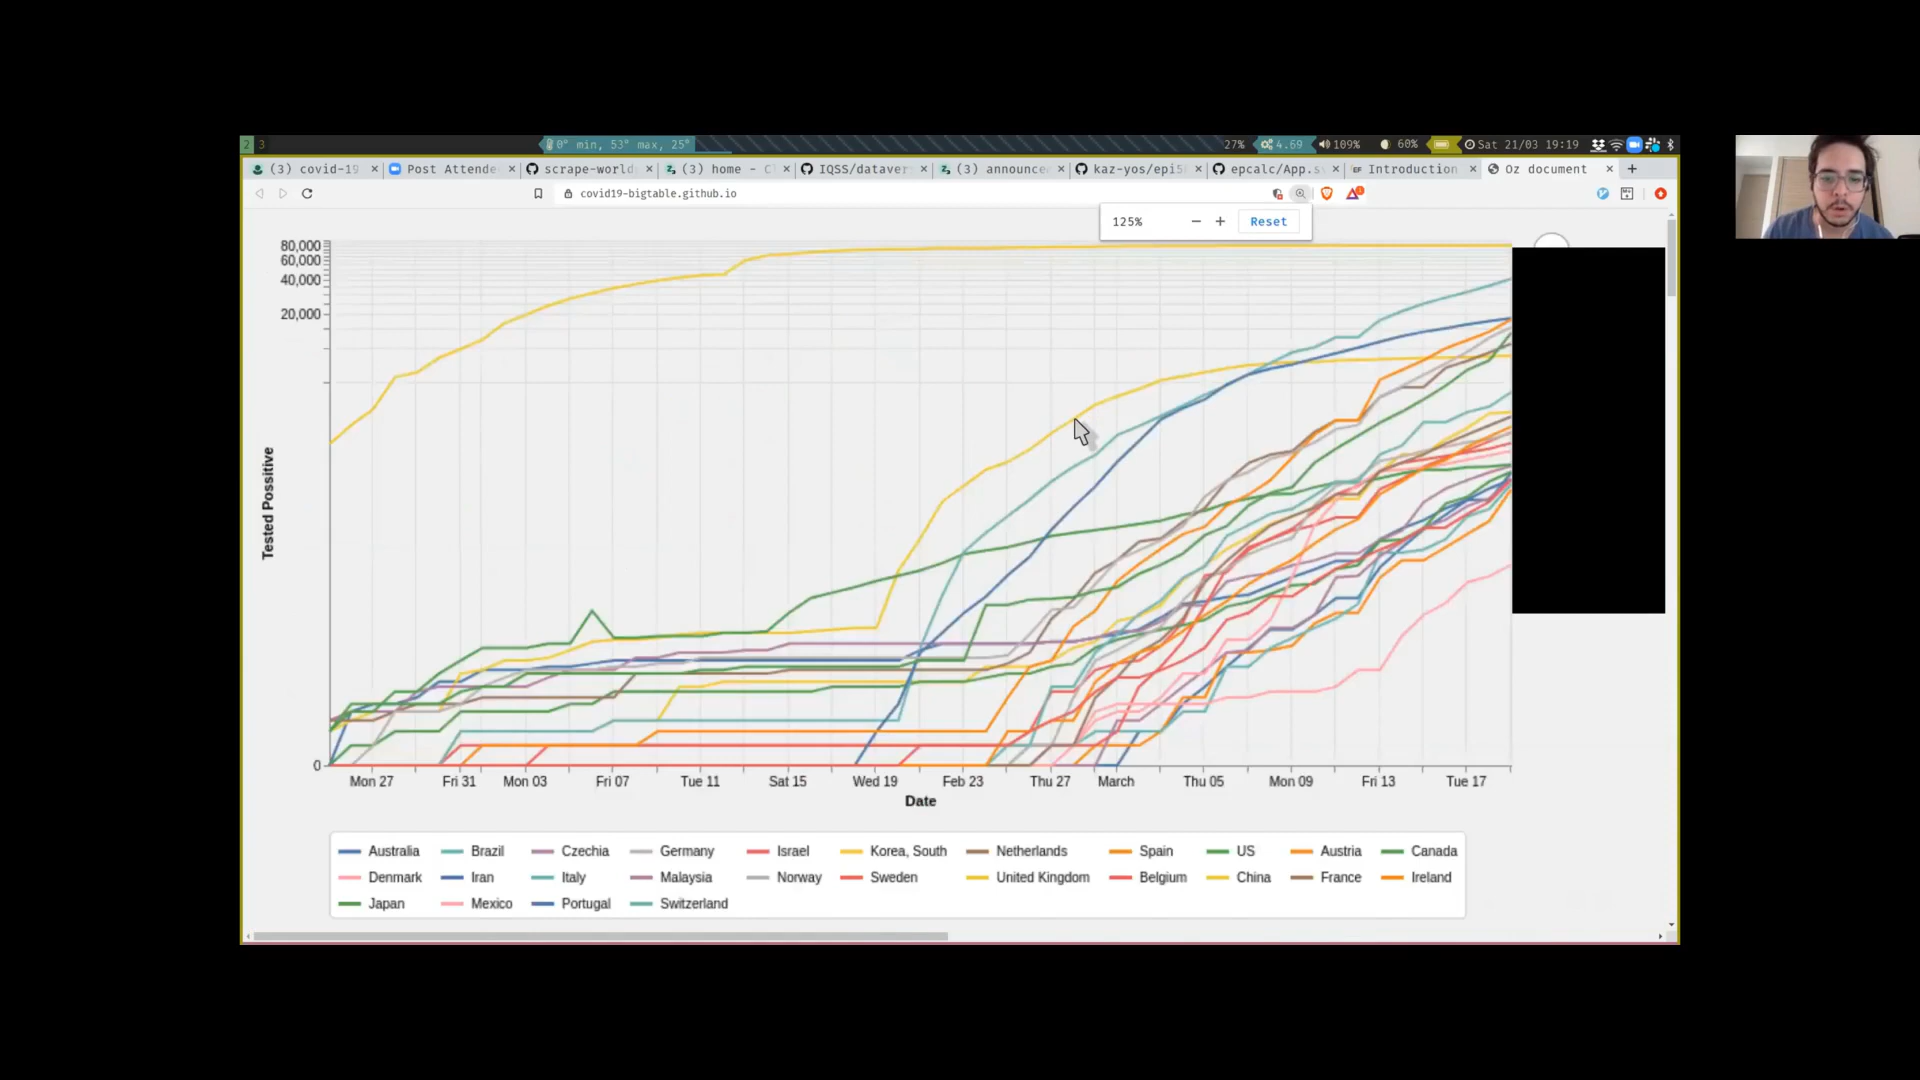 2 3 0° min, 53° max, 25° 27% 4.69 109% 60% Sat 21/03 19:19
(3) covid-19 Post Attende scrape-world (3) home - C IQSS/dataver (3) announce kaz-yos/epi5 epcalc/App.s Introduction Oz document
covid19-bigtable.github.io
125% Reset
80,000
60,000
40,000
20,000
0
Tested Possitive
Mon 27 Fri 31 Mon 03 Fri 07 Tue 11 Sat 15 Wed 19 Feb 23 Thu 27 March Thu 05 Mon 09 Fri 13 Tue 17
Date
Australia Brazil Czechia Germany Israel Korea, South Netherlands Spain US Austria Canada
Denmark Iran Italy Malaysia Norway Sweden United Kingdom Belgium China France Ireland
Japan Mexico Portugal Switzerland